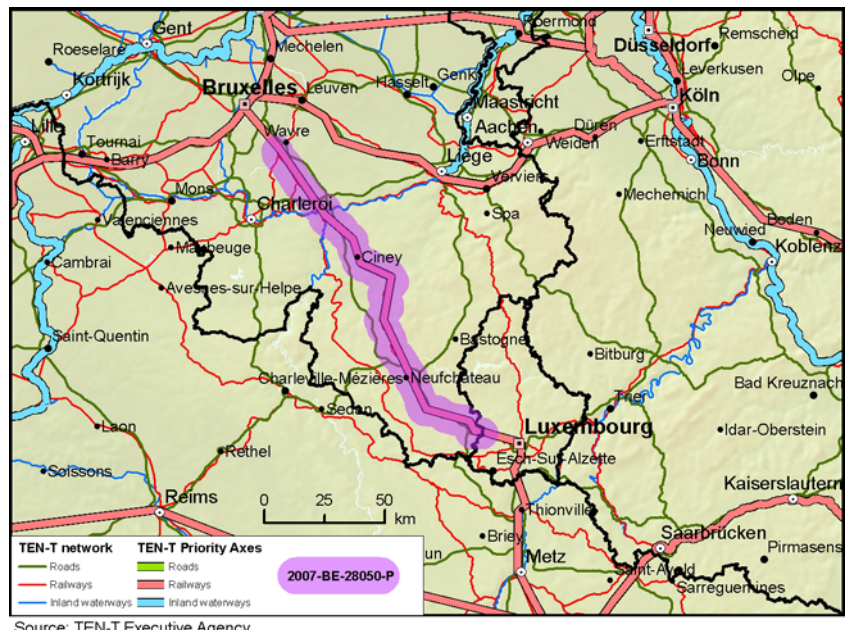 Gent
Roermond
Roeselare
Mechelen
Düsseldorf
Remscheid
Kortrijk
Bruxelles
Leuven
Hasselt
Genk
Leverkusen
Olpe
Maastricht
Köln
Lille
Tournai
Barry
Wavre
Aachen
Düren
Weiden
Erftstadt
Liège
Bonn
Mons
Verviers
Mechernich
Valenciennes
Charleroi
Spa
Boden
Maubeuge
Neuwied
Koblenz
Cambrai
Ciney
Avesnes-sur-Helpe
Saint-Quentin
Bastogne
Bitburg
Charleville-Mézières
Neufchateau
Bad Kreuznach
Sedan
Trier
Laon
Luxembourg
Idar-Oberstein
Rethel
Esch-Sur-Alzette
Soissons
Kaiserslautern
Reims
0 25 50
km
Thionville
Saarbrücken
Briey
Pirmasens
TEN-T network
Roads
Railways
Inland waterways
TEN-T Priority Axes
Roads
Railways
Inland waterways
2007-BE-28050-P
un
Metz
Saint-Avold
Sarreguemines
Source: TEN-T Executive Agency